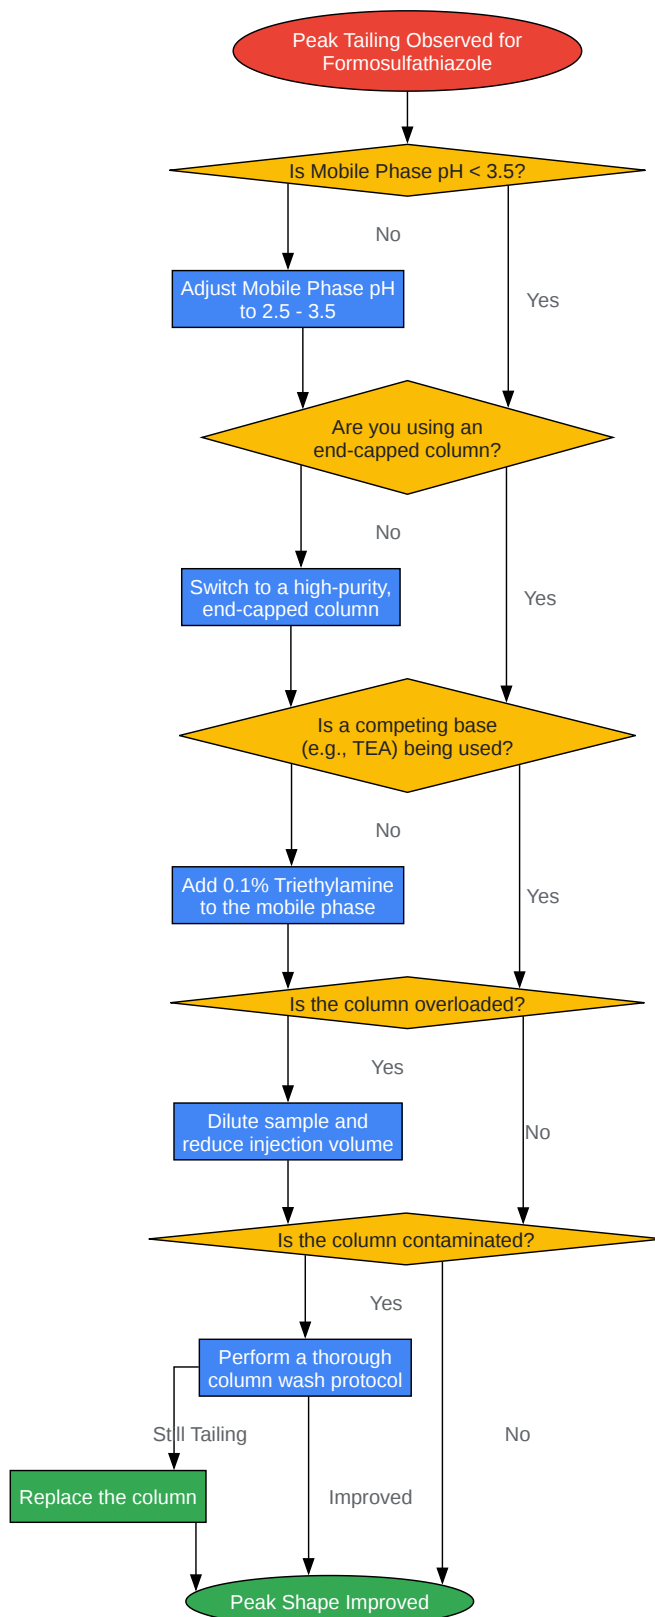 Peak Tailing Observed for
Formosulfathiazole
Is Mobile Phase pH < 3.5?
No
Adjust Mobile Phase pH
to 2.5 - 3.5
Yes
Are you using an
end-capped column?
No
Switch to a high-purity,
end-capped column
Yes
Is a competing base
(e.g., TEA) being used?
No
Add 0.1% Triethylamine
to the mobile phase
Yes
Is the column overloaded?
Yes
Dilute sample and
reduce injection volume
No
Is the column contaminated?
Yes
Perform a thorough
column wash protocol
Still Tailing
No
Replace the column
Improved
Peak Shape Improved